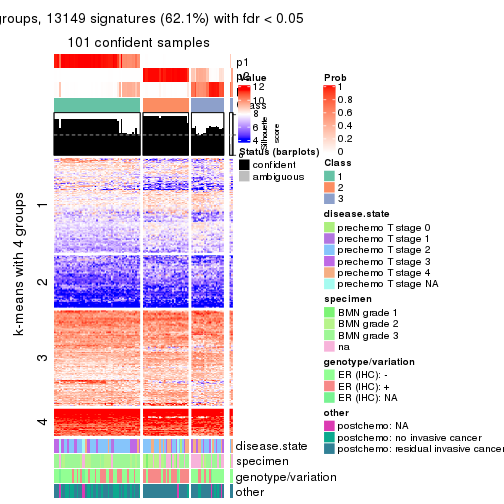 groups, 13149 signatures (62.1%) with fdr < 0.05
101 confident samples
p1
Value
12
10
8
6
4
Silhouette
score
Status (barplots)
confident
ambiguous
Prob
1
0.8
0.6
0.4
0.2
0
Class
1
2
3
disease.state
prechemo T stage 0
prechemo T stage 1
prechemo T stage 2
prechemo T stage 3
prechemo T stage 4
prechemo T stage NA
specimen
BMN grade 1
BMN grade 2
BMN grade 3
na
genotype/variation
ER (IHC): -
ER (IHC): +
ER (IHC): NA
other
postchemo: NA
postchemo: no invasive cancer
postchemo: residual invasive cancer
k-means with 4 groups
1
2
3
4
disease.state
specimen
genotype/variation
other